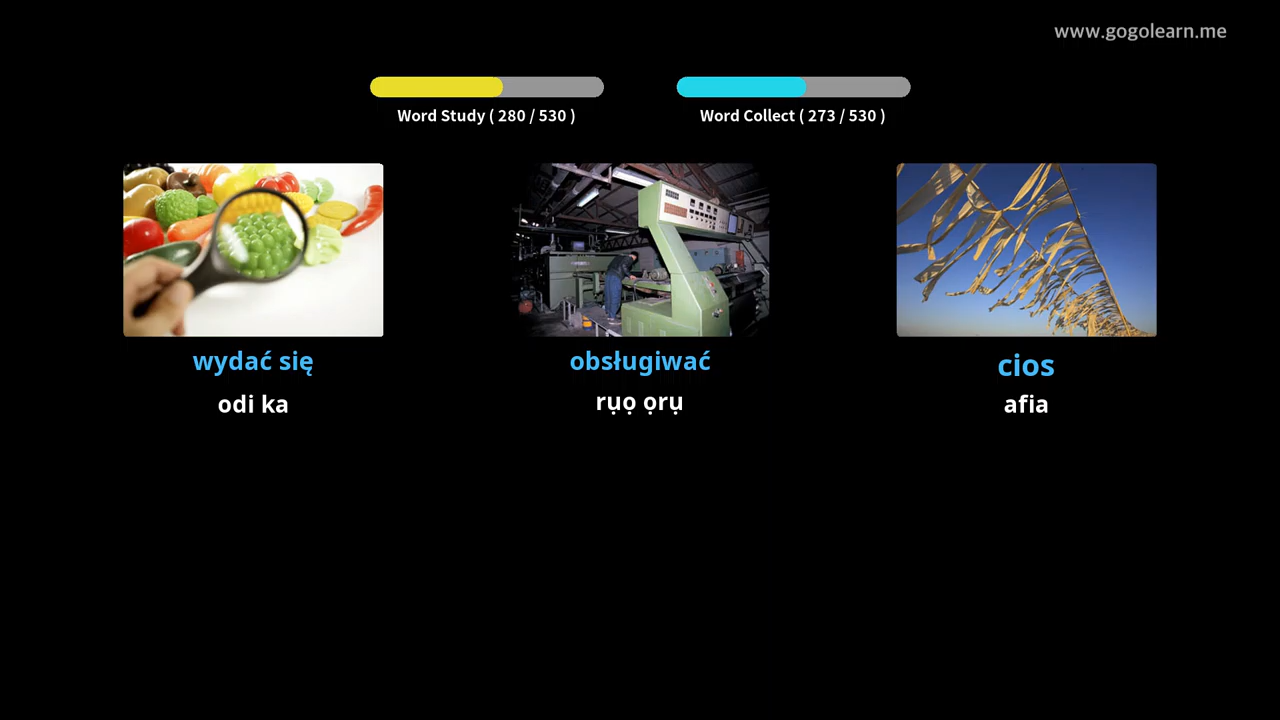 www.gogolearn.me
Word Study ( 280 / 530 )
Word Collect ( 273 / 530 )
wydać się
obsługiwać
cios
odi ka
rụọ ọrụ
afia